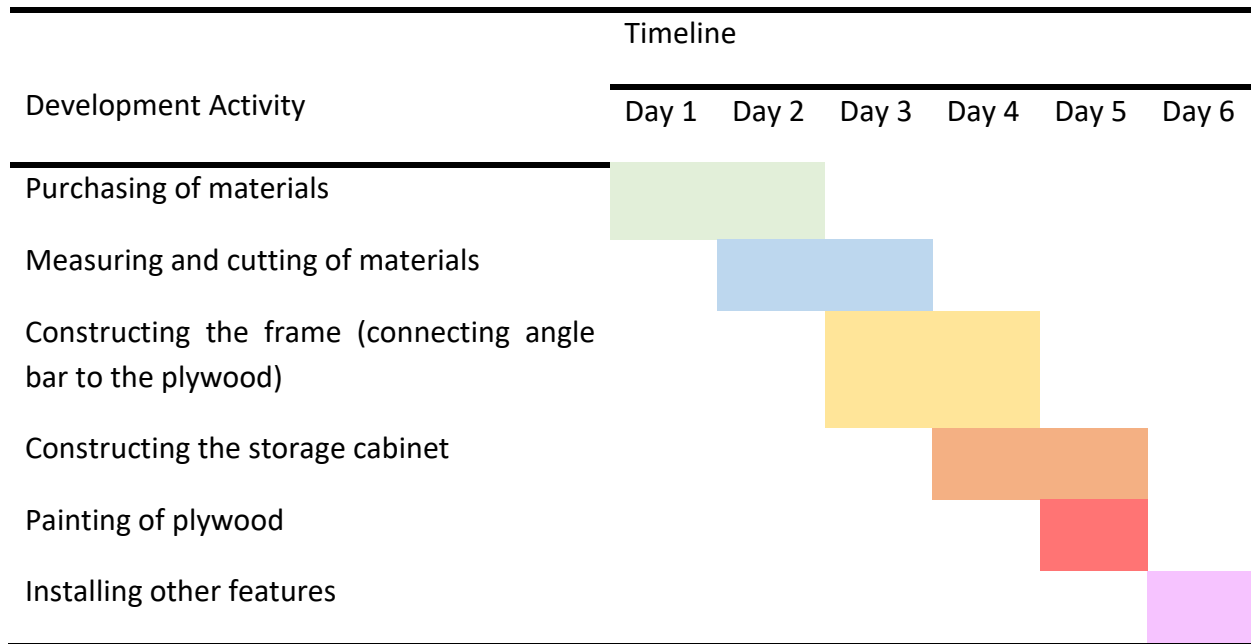 Timeline
Development Activity
Day 1 Day 2 Day 3 Day 4 Day 5 Day 6
Purchasing of materials
Measuring and cutting of materials
Constructing the frame (connecting angle
bar to the plywood)
Constructing the storage cabinet
Painting of plywood
Installing other features